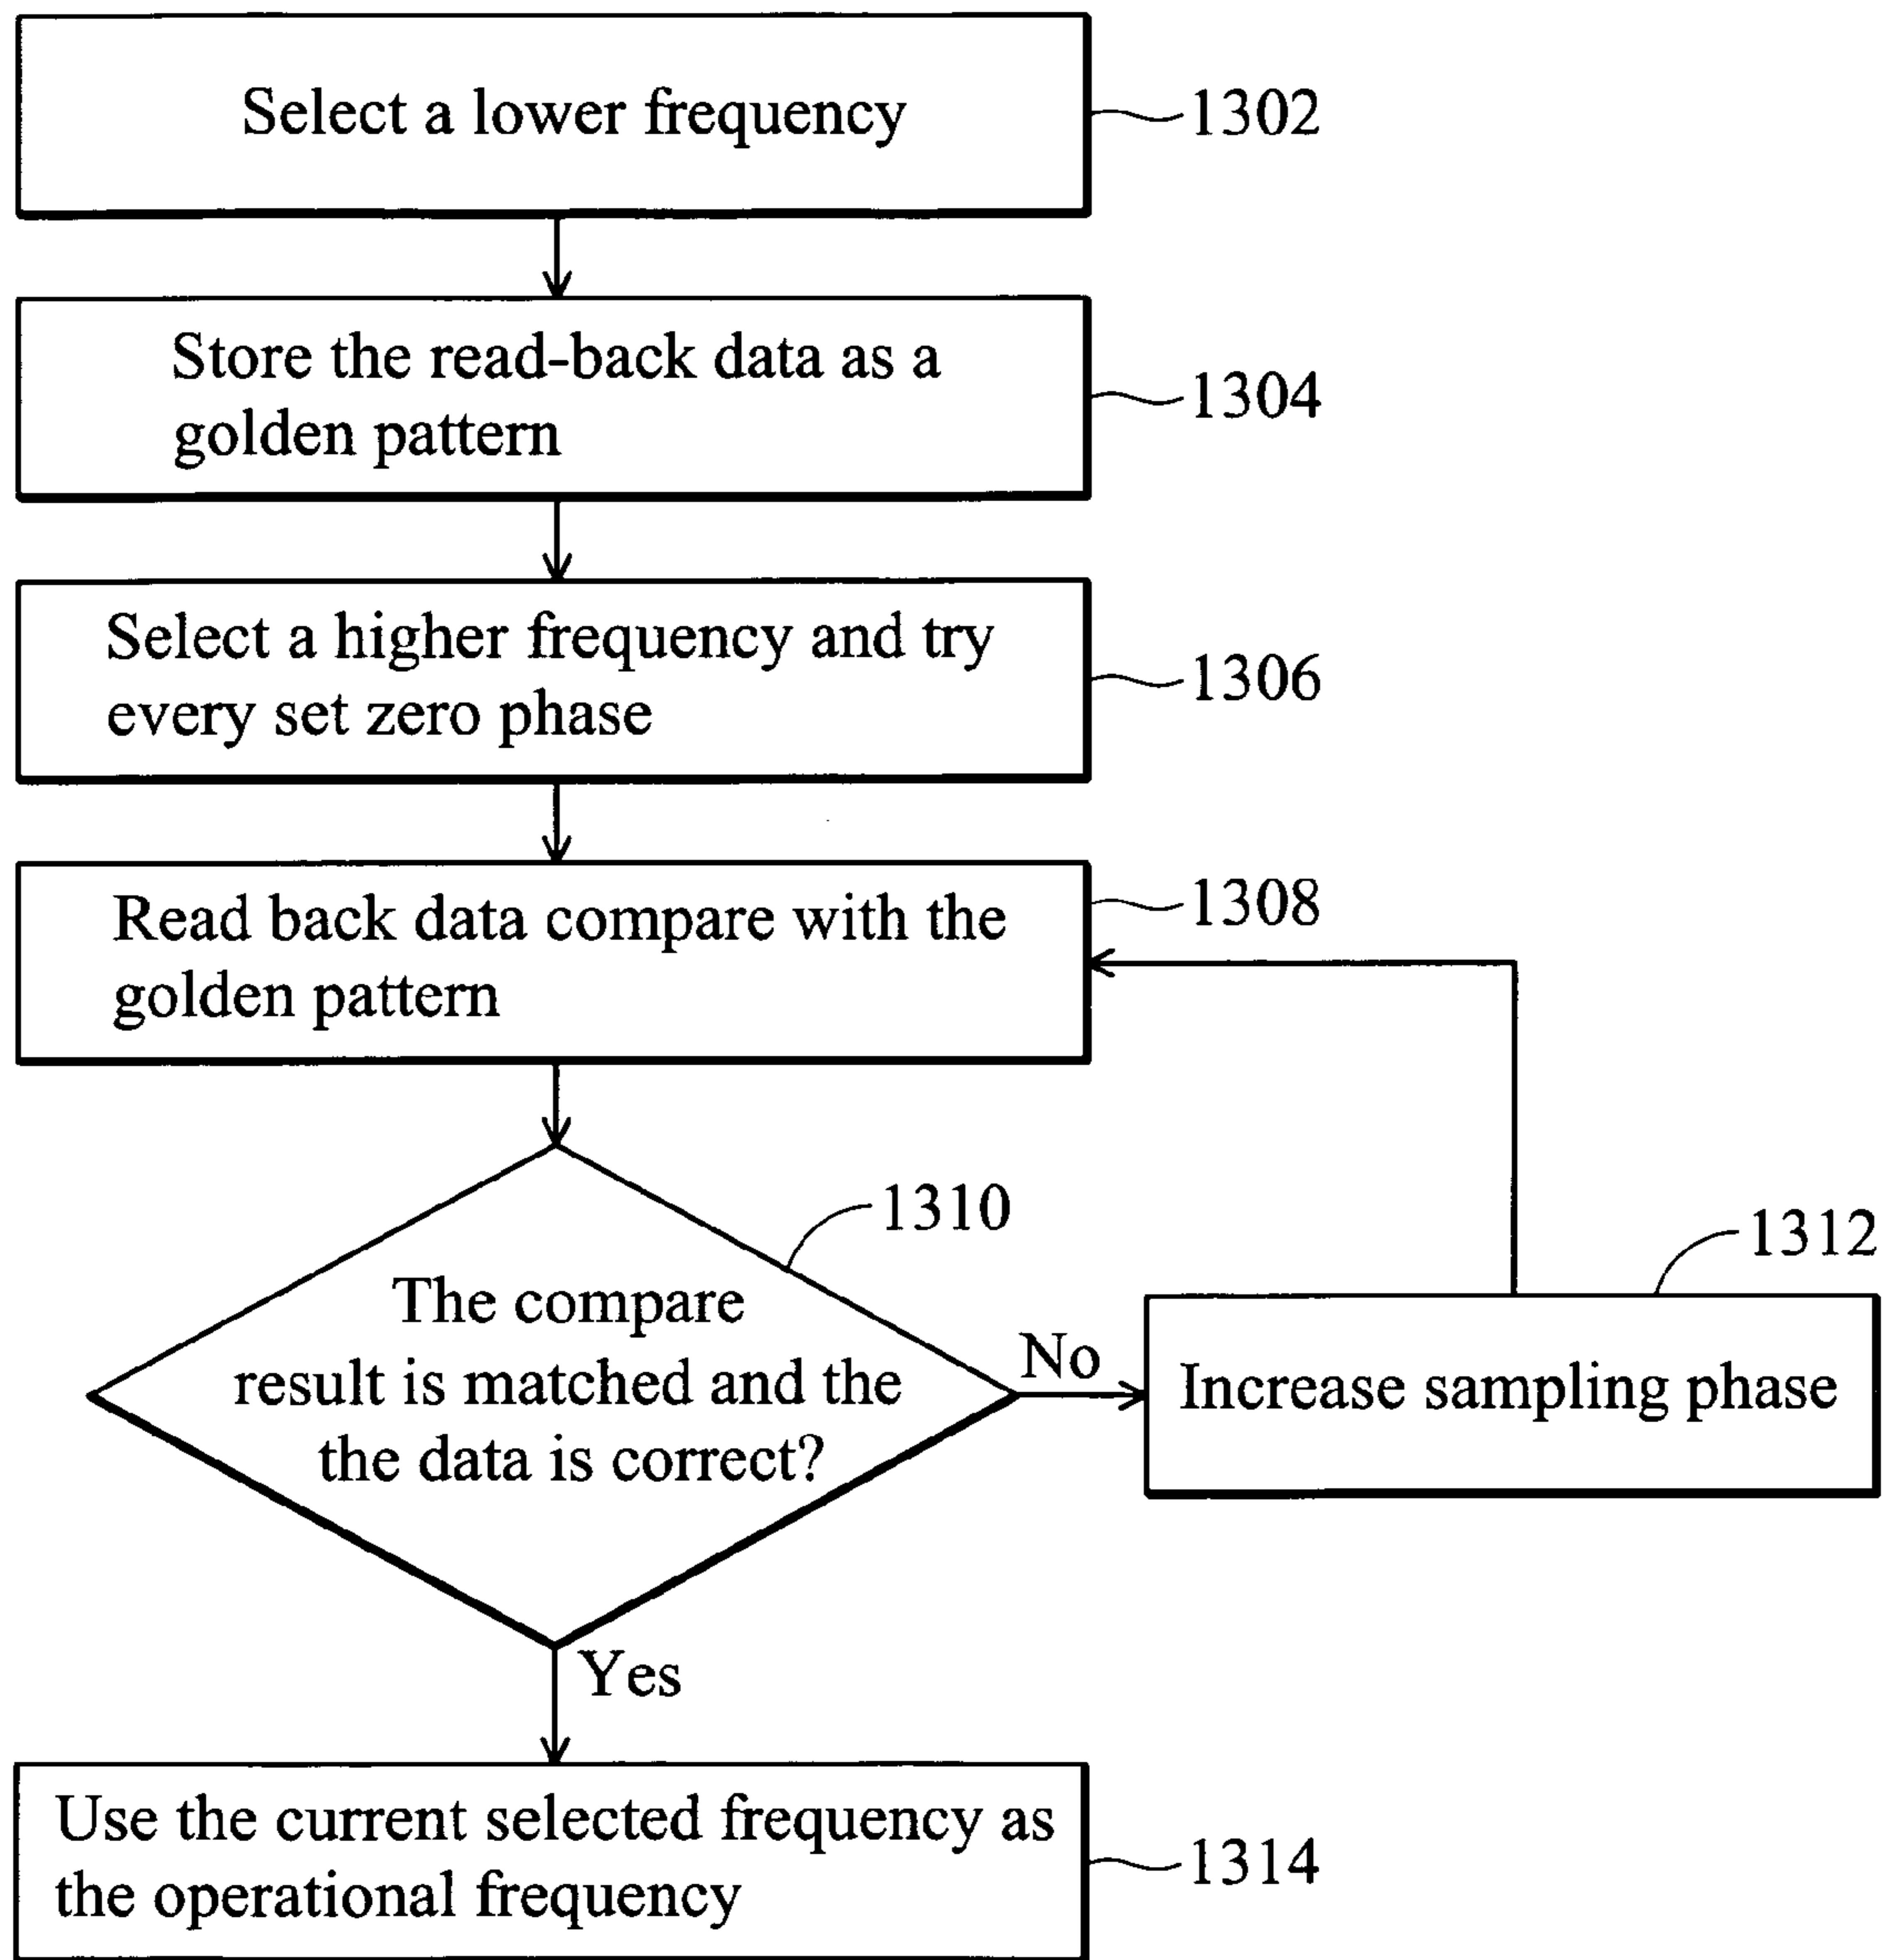 Select a lower frequency
1302
Store the read-back data as a
golden pattern
1304
Select a higher frequency and try
every set zero phase
1306
Read back data compare with the
golden pattern
1308
1310
The compare
result is matched and the
the data is correct?
No
1312
Increase sampling phase
Yes
Use the current selected frequency as
the operational frequency
1314